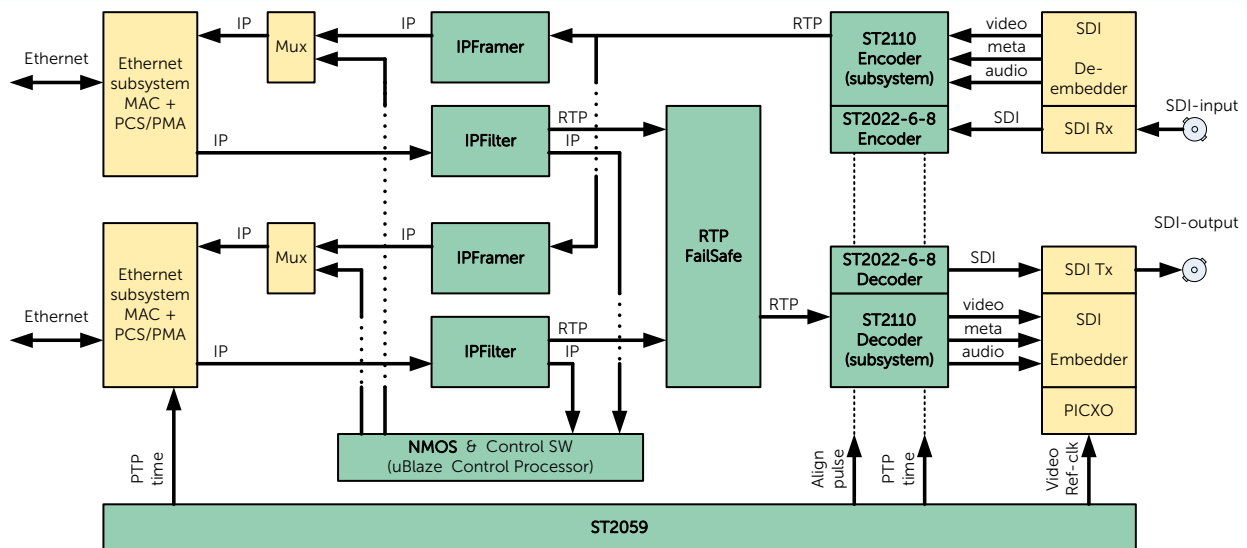 IP
IP
RTP
Ethernet
Ethernet
subsystem
MAC +
PCS/PMA
Mux
IPFramer
ST2110
Encoder
(subsystem)
video
meta
audio
SDI
De-
embedder
ST2022-6-8
Encoder
SDI
SDI Rx
SDI-input
IP
IPFilter
RTP
IP
RTP
FailSafe
Ethernet
Ethernet
subsystem
MAC +
PCS/PMA
IP
Mux
IP
IPFramer
IP
IPFilter
RTP
IP
RTP
ST2022-6-8
Decoder
SDI
SDI Tx
SDI-output
ST2110
Decoder
(subsystem)
video
meta
audio
SDI
Embedder
PICXO
NMOS & Control SW
(uBlaze Control Processor)
PTP
time
Align
pulse
PTP
time
Video
Ref-clk
ST2059